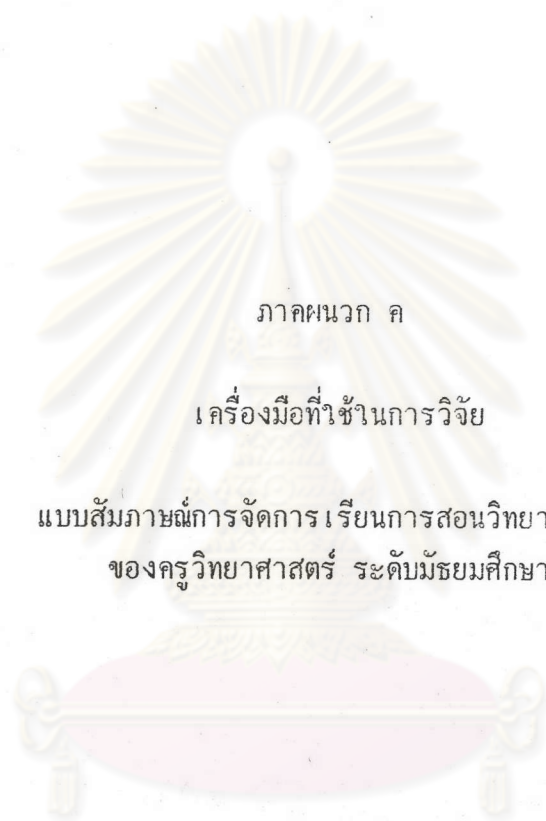 ภาคผนวก ค
เครื่องมือที่ใช้ในการวิจัย
แบบสัมภาษณ์การจัดการเรียนการสอนวิทยา
ของครูวิทยาศาสตร์ ระดับมัธยมศึกษา